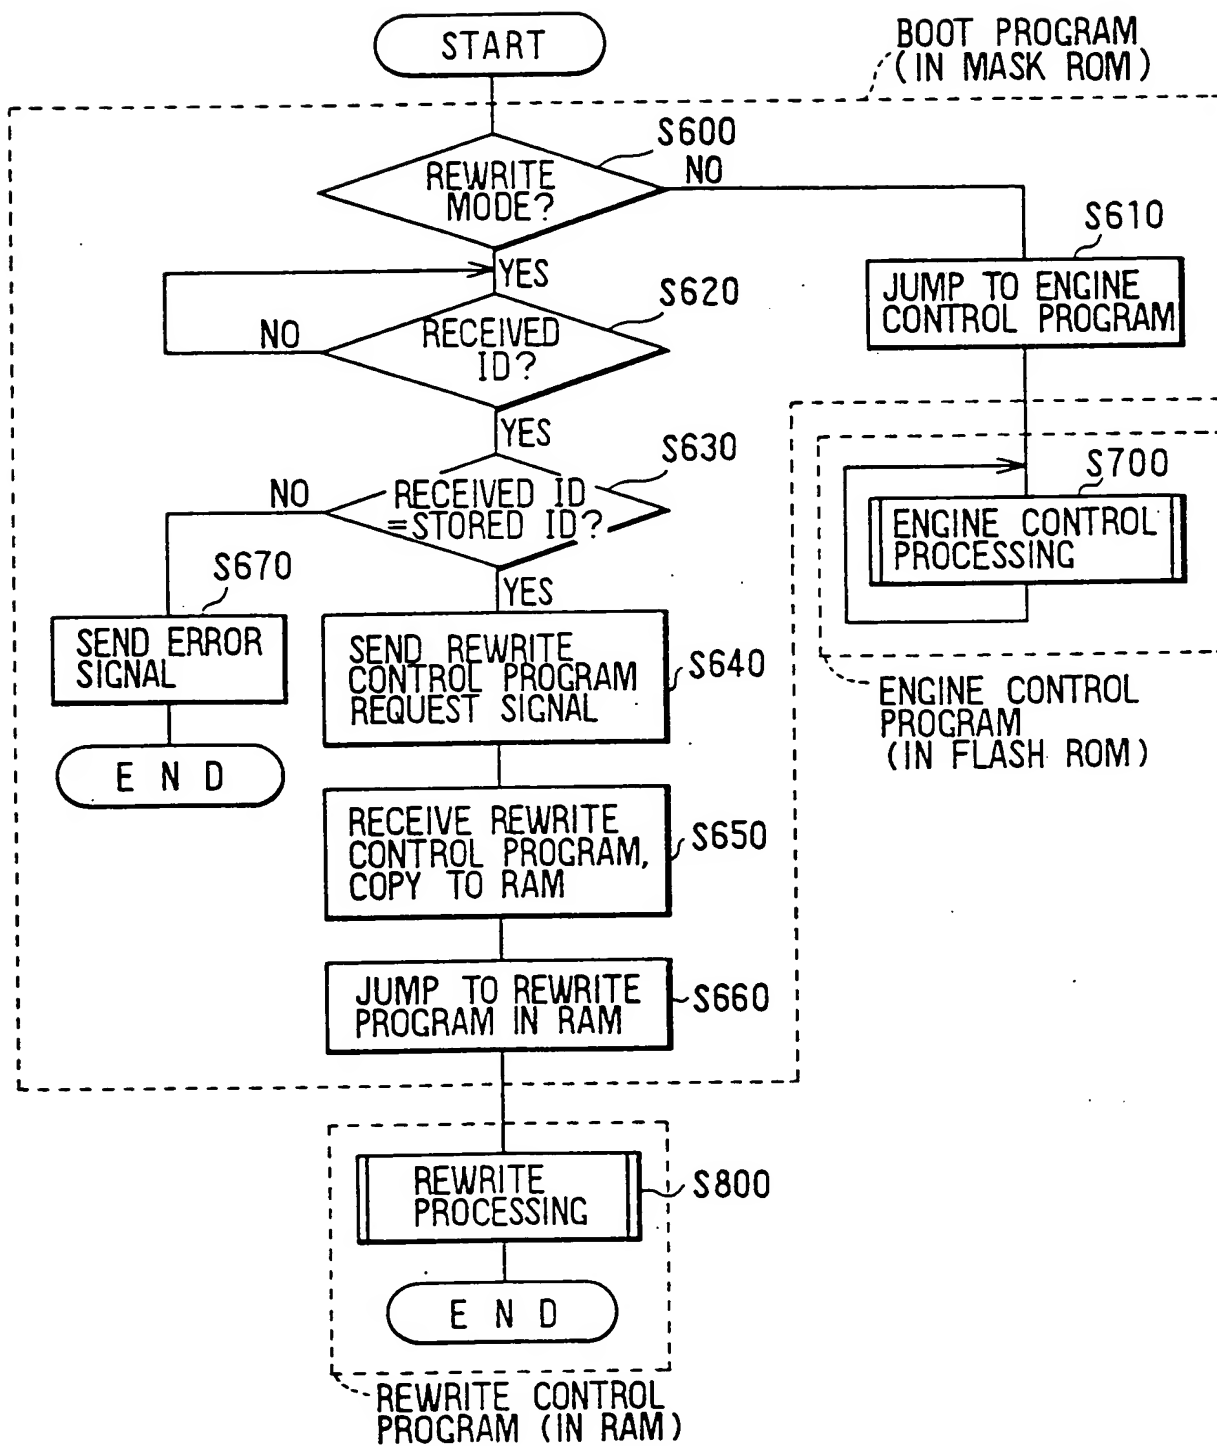 START
BOOT PROGRAM
(IN MASK ROM)
S600
REWRITE
MODE?
NO
YES
S610
JUMP TO ENGINE
CONTROL PROGRAM
S620
RECEIVED
ID?
NO
YES
S630
RECEIVED ID
=STORED ID?
NO
YES
S700
ENGINE CONTROL
PROCESSING
ENGINE CONTROL
PROGRAM
(IN FLASH ROM)
S670
SEND ERROR
SIGNAL
END
SEND REWRITE
CONTROL PROGRAM
REQUEST SIGNAL
S640
RECEIVE REWRITE
CONTROL PROGRAM,
COPY TO RAM
S650
JUMP TO REWRITE
PROGRAM IN RAM
S660
REWRITE
PROCESSING
S800
END
REWRITE CONTROL
PROGRAM (IN RAM)